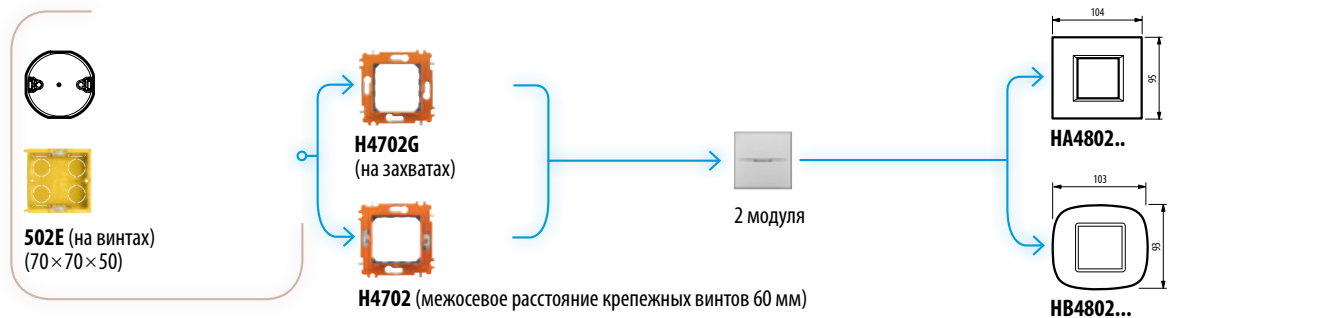 502E (на винтах)
(70×70×50)
H4702G
(на захватах)
H4702 (межосевое расстояние крепежных винтов 60 мм)
2 модуля
104
95
HA4802..
103
93
HB4802...